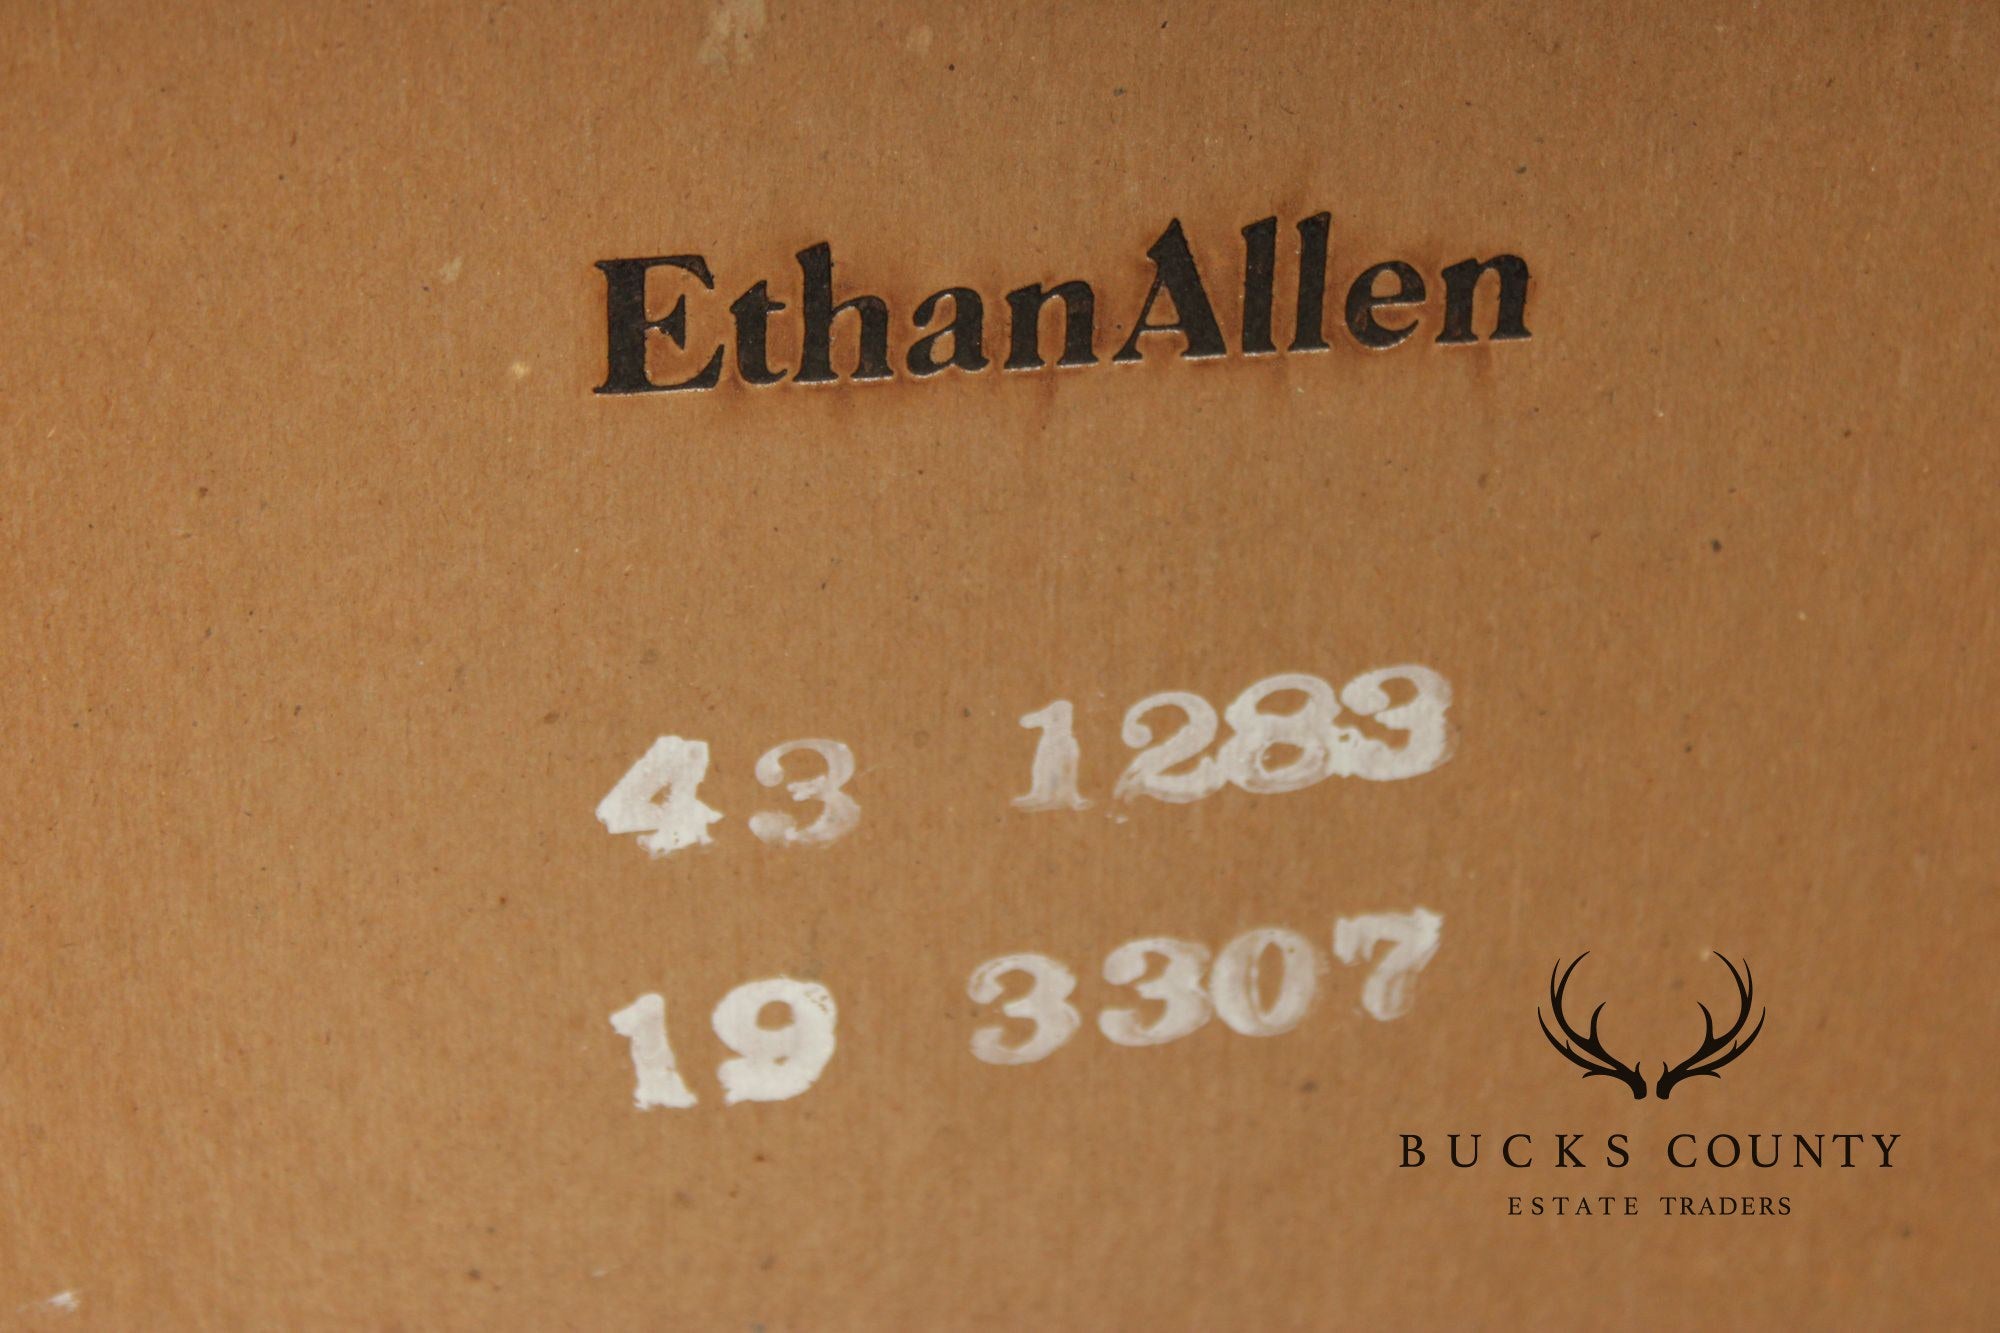 EthanAllen
43 1283
19 3307
BUCKS COUNTY
ESTATE TRADERS